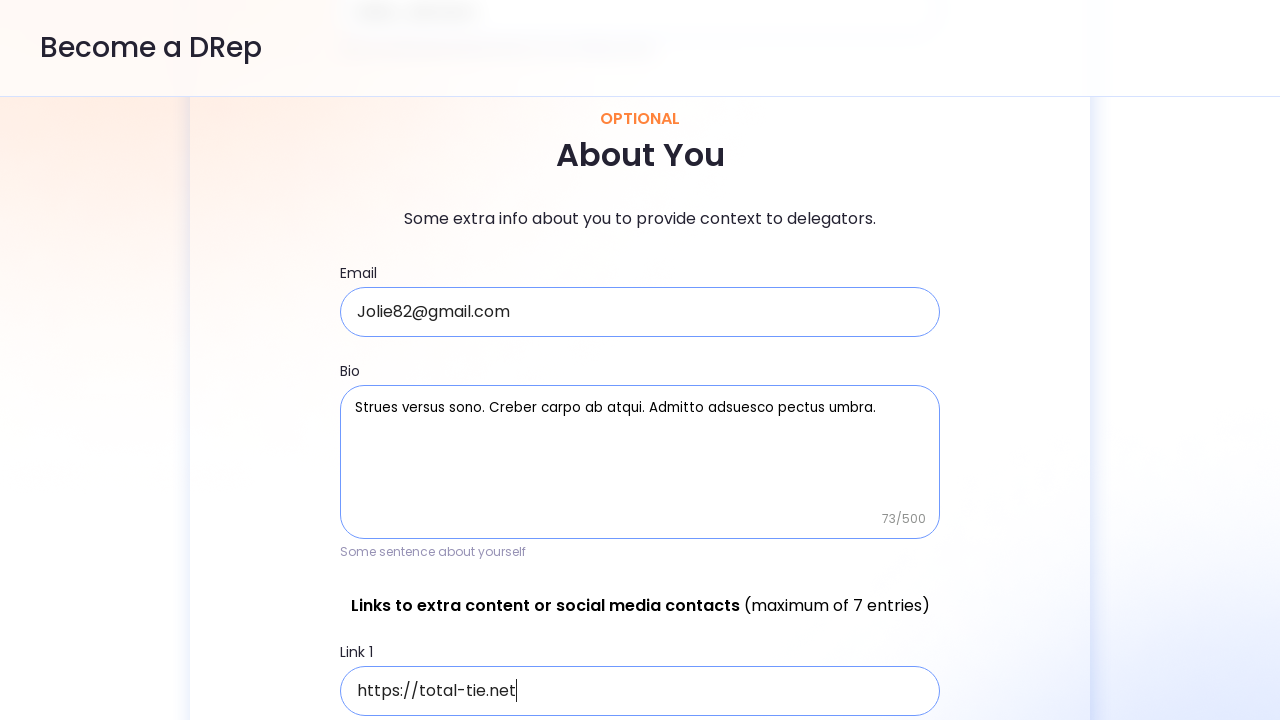 Become a DRep
OPTIONAL
About You
Some extra info about you to provide context to delegators.
Email
Jolie82@gmail.com
Bio
Strues versus sono. Creber carpo ab atqui. Admitto adsuesco pectus umbra.
73/500
Some sentence about yourself
Links to extra content or social media contacts (maximum of 7 entries)
Link 1
https://total-tie.net